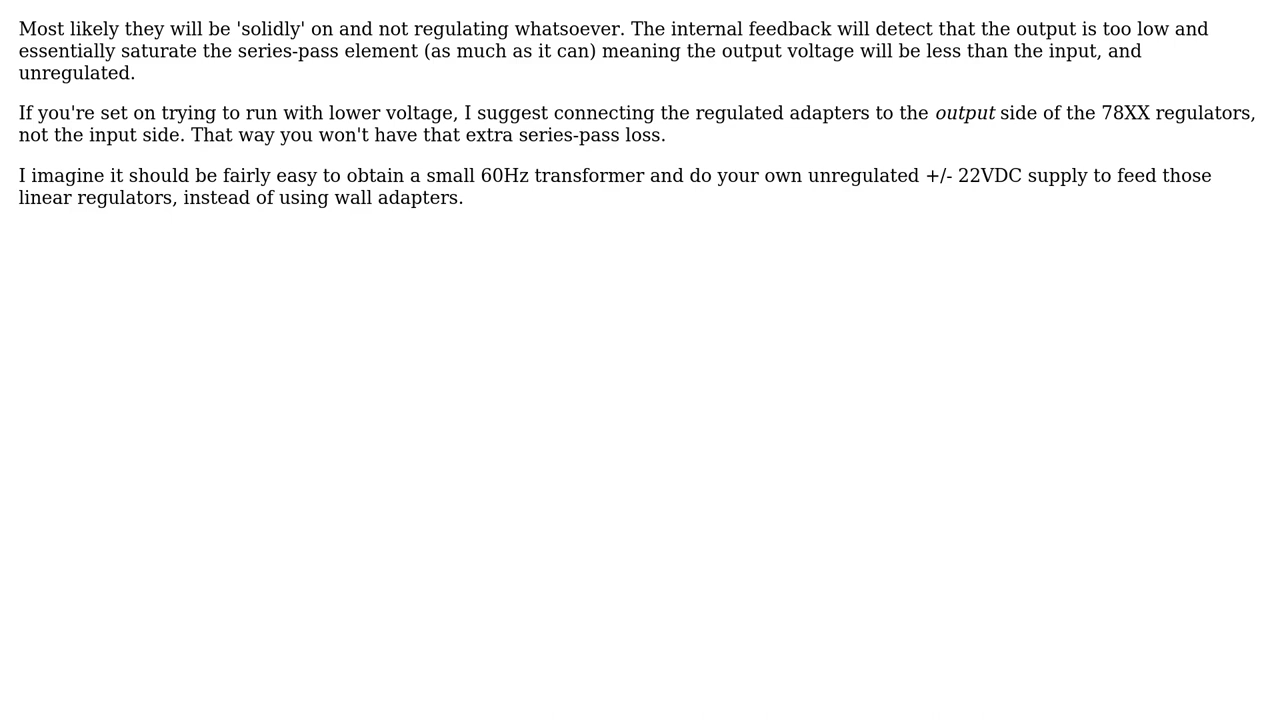 Most likely they will be 'solidly' on and not regulating whatsoever. The internal feedback will detect that the output is too low and
essentially saturate the series-pass element (as much as it can) meaning the output voltage will be less than the input, and
unregulated.
If you're set on trying to run with lower voltage, I suggest connecting the regulated adapters to the output side of the 78XX regulators,
not the input side. That way you won't have that extra series-pass loss.
I imagine it should be fairly easy to obtain a small 60Hz transformer and do your own unregulated +/- 22VDC supply to feed those
linear regulators, instead of using wall adapters.